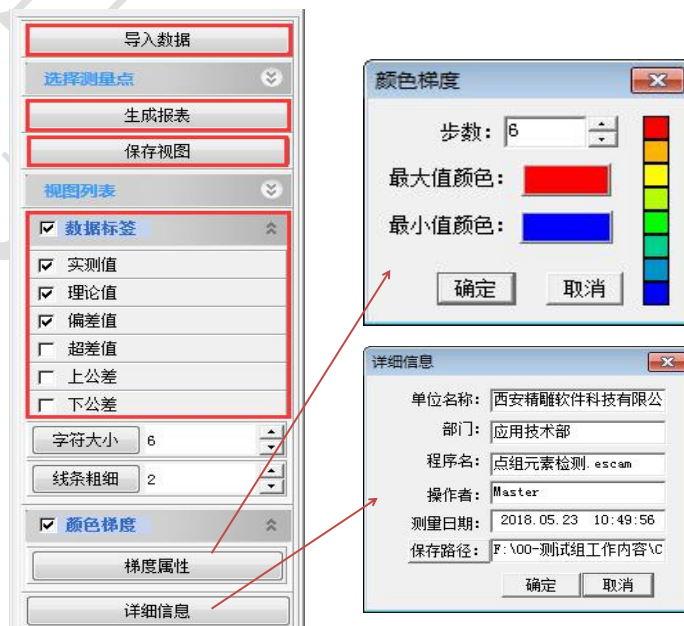 导入数据
选择测量点
生成报表
保存视图
视图列表
数据标签
实测值
理论值
偏差值
超差值
上公差
下公差
字符大小 6
线条粗细 2
颜色梯度
梯度属性
详细信息
颜色梯度
步数: 6
最大值颜色:
最小值颜色:
确定 取消
详细信息
单位名称: 西安精雕软件科技有限公
部门: 应用技术部
程序名: 点组元素检测.escam
操作者: Master
测量日期: 2018.05.23 10:49:56
保存路径: F:\00-测试组工作内容\C
确定 取消